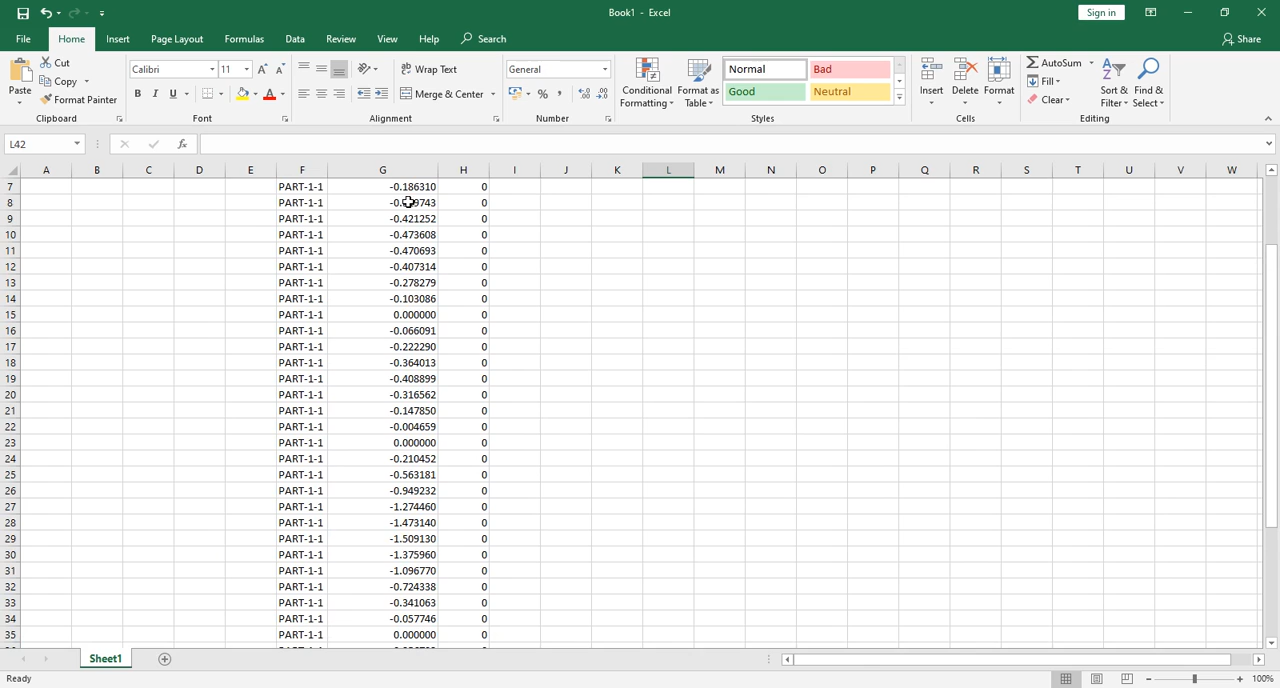 Book1 - Excel
Sign in
File Home Insert Page Layout Formulas Data Review View Help Search Share
Cut
Copy
Format Painter
Paste
Clipboard
Calibri 11
B I U
Font
Wrap Text
Merge & Center
Alignment
General
Number
Conditional Formatting
Format as Table
Normal Bad
Good Neutral
Styles
Insert Delete Format
Cells
AutoSum
Fill
Clear
Sort & Filter
Find & Select
Editing
L42 fx
A B C D E F G H I J K L M N O P Q R S T U V W
7 PART-1-1 -0.186310 0
8 PART-1-1 0
9 PART-1-1 -0.421252 0
10 PART-1-1 -0.473608 0
11 PART-1-1 -0.470693 0
12 PART-1-1 -0.407314 0
13 PART-1-1 -0.278279 0
14 PART-1-1 -0.103086 0
15 PART-1-1 0.000000 0
16 PART-1-1 -0.066091 0
17 PART-1-1 -0.222290 0
18 PART-1-1 -0.364013 0
19 PART-1-1 -0.408899 0
20 PART-1-1 -0.316562 0
21 PART-1-1 -0.147850 0
22 PART-1-1 -0.004659 0
23 PART-1-1 0.000000 0
24 PART-1-1 -0.210452 0
25 PART-1-1 -0.563181 0
26 PART-1-1 -0.949232 0
27 PART-1-1 -1.274460 0
28 PART-1-1 -1.473140 0
29 PART-1-1 -1.509130 0
30 PART-1-1 -1.375960 0
31 PART-1-1 -1.096770 0
32 PART-1-1 -0.724338 0
33 PART-1-1 -0.341063 0
34 PART-1-1 -0.057746 0
35 PART-1-1 0.000000 0
Sheet1
Ready
100%